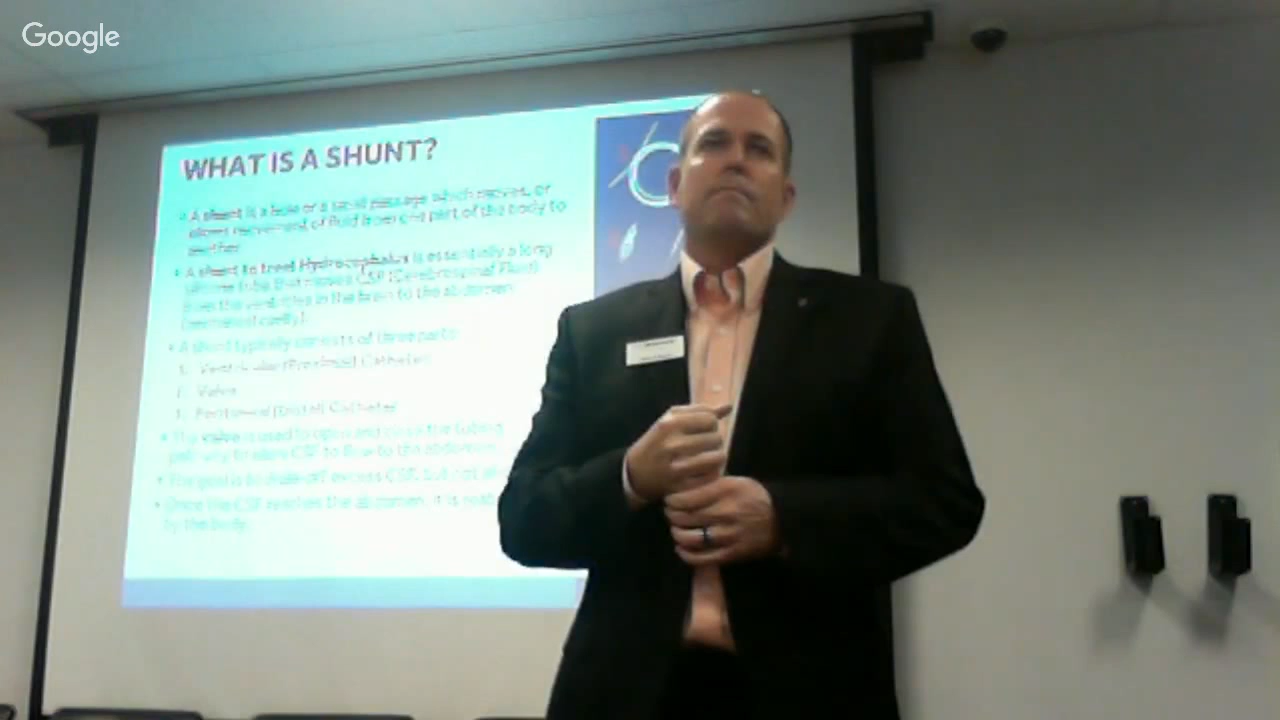 Google
WHAT IS A SHUNT?
• A shunt is a hole or a small passage which moves, or
allows movement of fluid from one part of the body to
another
• A shunt to treat Hydrocephalus is essentially a long
silicone tube that moves CSF (Cerebrospinal Fluid)
from the ventricles in the brain to the abdomen
(peritoneal cavity).
• A shunt typically consists of three parts:
Ventricular (Proximal) Catheter
Valve
Peritoneal (Distal) Catheter
• The valve is used to open and close the tubing
pathway to allow CSF to flow to the abdomen
• The goal is to drain off excess CSF, but not
• Once the CSF reaches the abdomen, it is
by the body